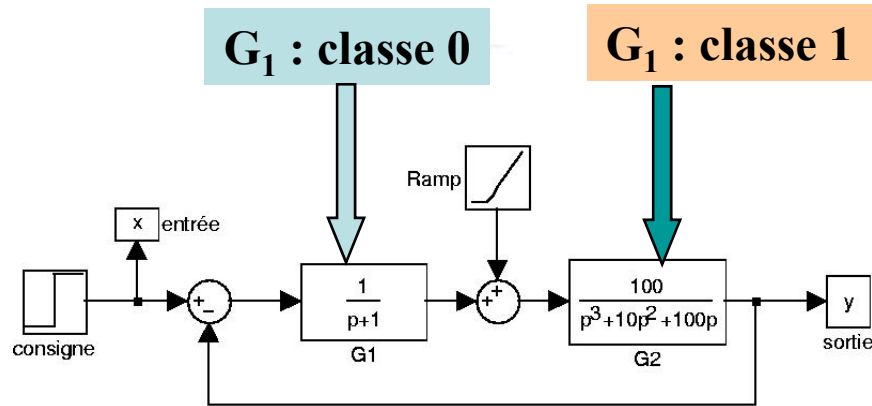 G₁ : classe 0
G₁ : classe 1
Ramp
x
entrée
consigne
+
−
1
p+1
G1
+
+
100
p³+10p²+100p
G2
y
sortie